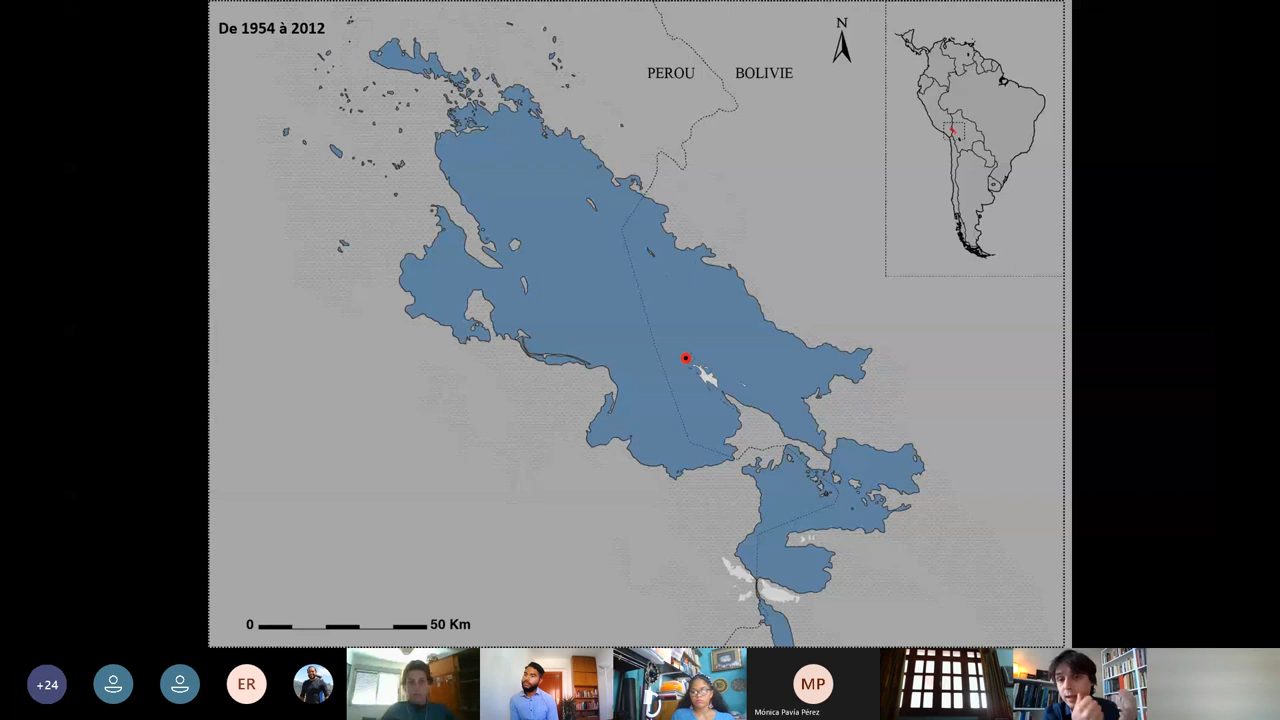 De 1954 à 2012
PEROU
BOLIVIE
N
0
50 Km
+24
ER
MP
Mónica Pavía Pérez